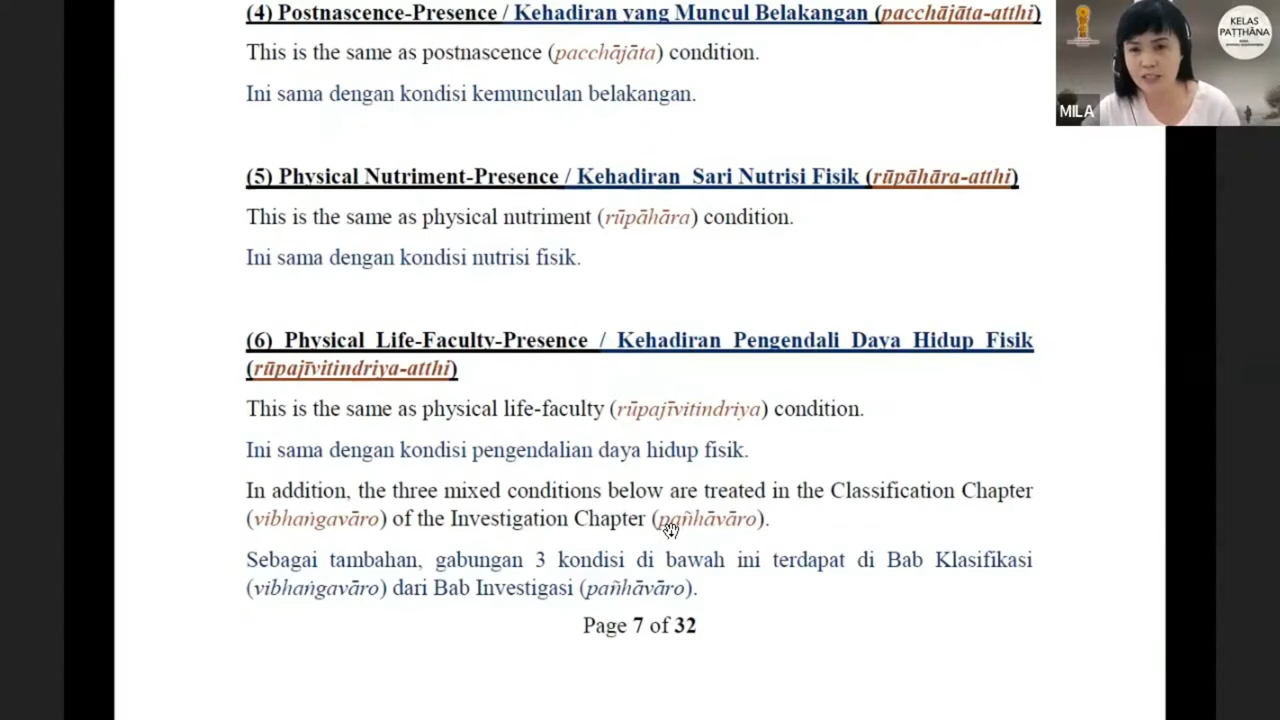 (4) Postnascence-Presence / Kehadiran yang Muncul Belakangan (pacchājāta-atthi)
This is the same as postnascence (pacchājāta) condition.
Ini sama dengan kondisi kemunculan belakangan.
(5) Physical Nutriment-Presence / Kehadiran Sari Nutrisi Fisik (rūpāhāra-atthi)
This is the same as physical nutriment (rūpāhāra) condition.
Ini sama dengan kondisi nutrisi fisik.
(6) Physical Life-Faculty-Presence / Kehadiran Pengendali Daya Hidup Fisik
(rūpajīvitindriya-atthi)
This is the same as physical life-faculty (rūpajīvitindriya) condition.
Ini sama dengan kondisi pengendalian daya hidup fisik.
In addition, the three mixed conditions below are treated in the Classification Chapter
(vibhaṅgavāro) of the Investigation Chapter (pañhāvāro).
Sebagai tambahan, gabungan 3 kondisi di bawah ini terdapat di Bab Klasifikasi
(vibhaṅgavāro) dari Bab Investigasi (pañhāvāro).
Page 7 of 32
MILA
KELAS
PAṬṬHĀNA